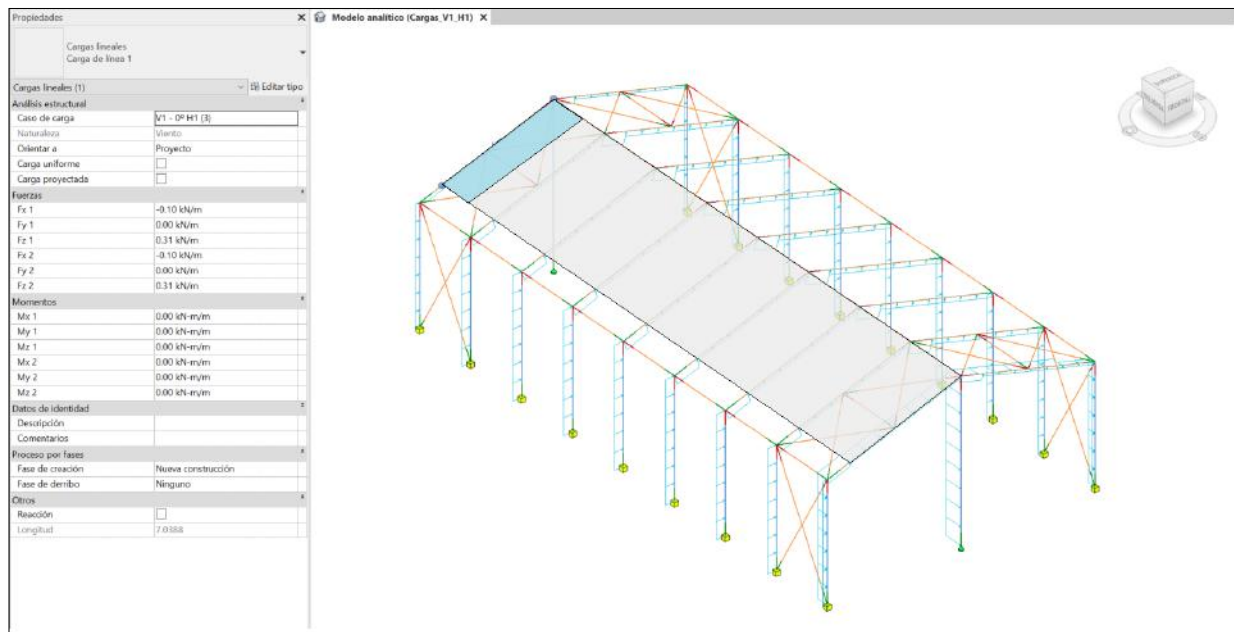 Propiedades
Modelo analítico (Cargas_V1_H1)
Cargas lineales
Carga de línea 1
Cargas lineales (1)
Editar tipo
Análisis estructural
Caso de carga V1 - 0º H1 (3)
Naturaleza Viento
Orientar a Proyecto
Carga uniforme
Carga proyectada
Fuerzas
Fx 1 -0.10 kN/m
Fy 1 0.00 kN/m
Fz 1 0.31 kN/m
Fx 2 -0.10 kN/m
Fy 2 0.00 kN/m
Fz 2 0.31 kN/m
Momentos
Mx 1 0.00 kN-m/m
My 1 0.00 kN-m/m
Mz 1 0.00 kN-m/m
Mx 2 0.00 kN-m/m
My 2 0.00 kN-m/m
Mz 2 0.00 kN-m/m
Datos de identidad
Descripción
Comentarios
Proceso por fases
Fase de creación Nueva construcción
Fase de derribo Ninguno
Otros
Reacción
Longitud 7.0388